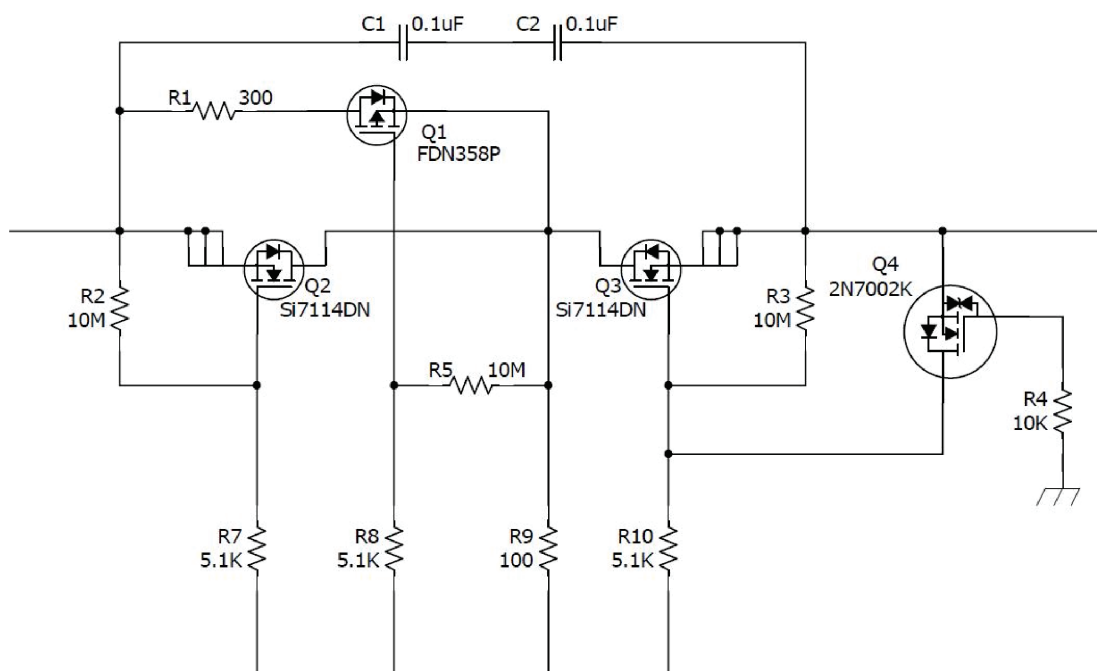 C1 0.1uF C2 0.1uF
R1 300
Q1
FDN358P
Q2
Si7114DN
Q3
Si7114DN
Q4
2N7002K
R2
10M
R3
10M
R5 10M
R4
10K
R7
5.1K
R8
5.1K
R9
100
R10
5.1K